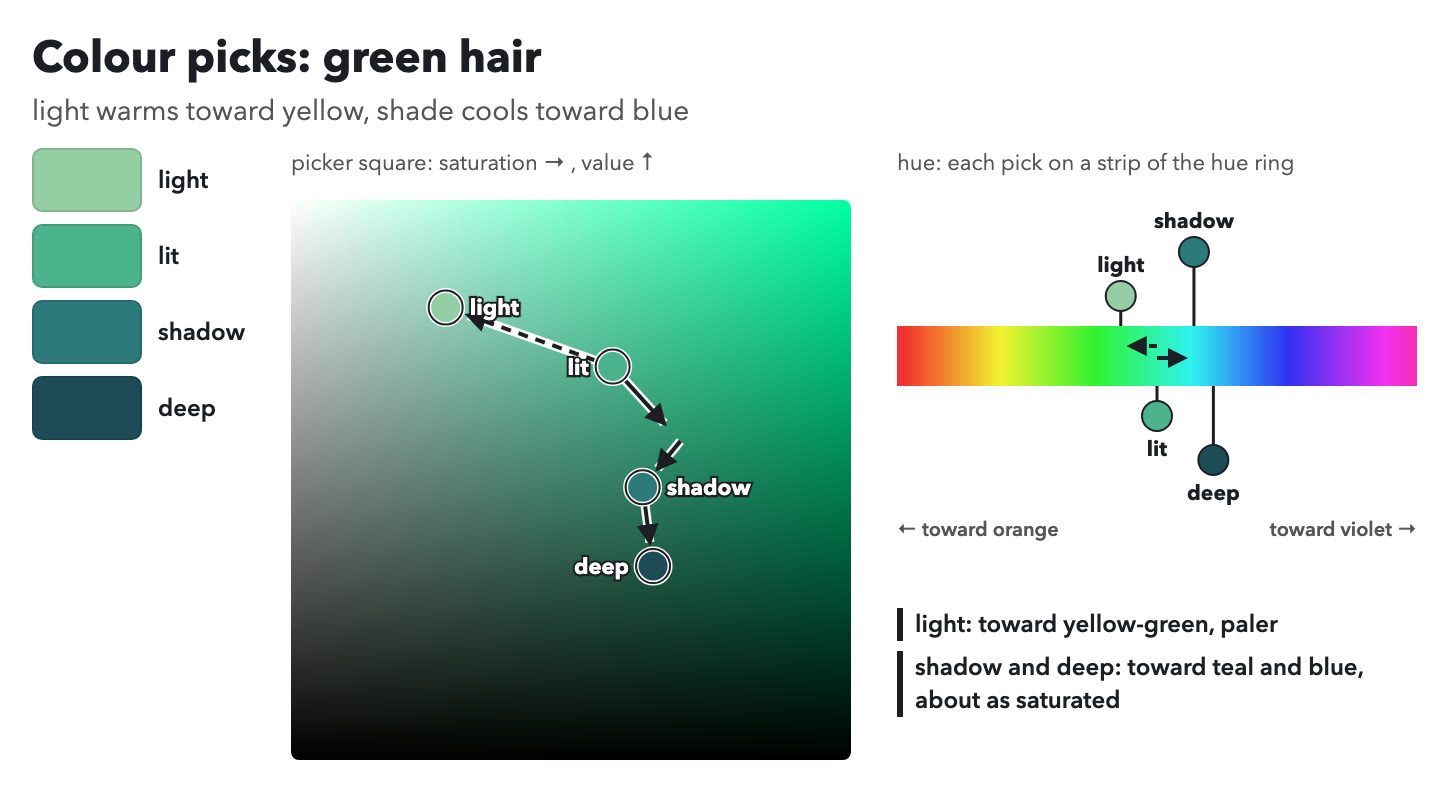 Colour picks: green hair
light warms toward yellow, shade cools toward blue
light
lit
shadow
deep
picker square: saturation → , value ↑
light
lit
shadow
deep
hue: each pick on a strip of the hue ring
shadow
light
lit
deep
← toward orange
toward violet →
light: toward yellow-green, paler
shadow and deep: toward teal and blue,
about as saturated